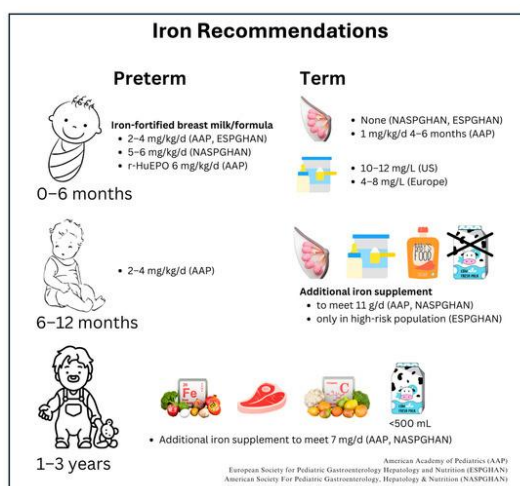 Iron Recommendations
Preterm
Term
Iron-fortified breast milk/formula
• 2–4 mg/kg/d (AAP, ESPGHAN)
• 5–6 mg/kg/d (NASPGHAN)
• r-HuEPO 6 mg/kg/d (AAP)
• None (NASPGHAN, ESPGHAN)
• 1 mg/kg/d 4–6 months (AAP)
• 10–12 mg/L (US)
• 4–8 mg/L (Europe)
0–6 months
• 2–4 mg/kg/d (AAP)
FOOD
Additional iron supplement
• to meet 11 g/d (AAP, NASPGHAN)
• only in high-risk population (ESPGHAN)
6–12 months
Fe
C
<500 mL
• Additional iron supplement to meet 7 mg/d (AAP, NASPGHAN)
1–3 years
American Academy of Pediatrics (AAP)
European Society for Pediatric Gastroenterology Hepatology and Nutrition (ESPGHAN)
American Society For Pediatric Gastroenterology, Hepatology & Nutrition (NASPGHAN)